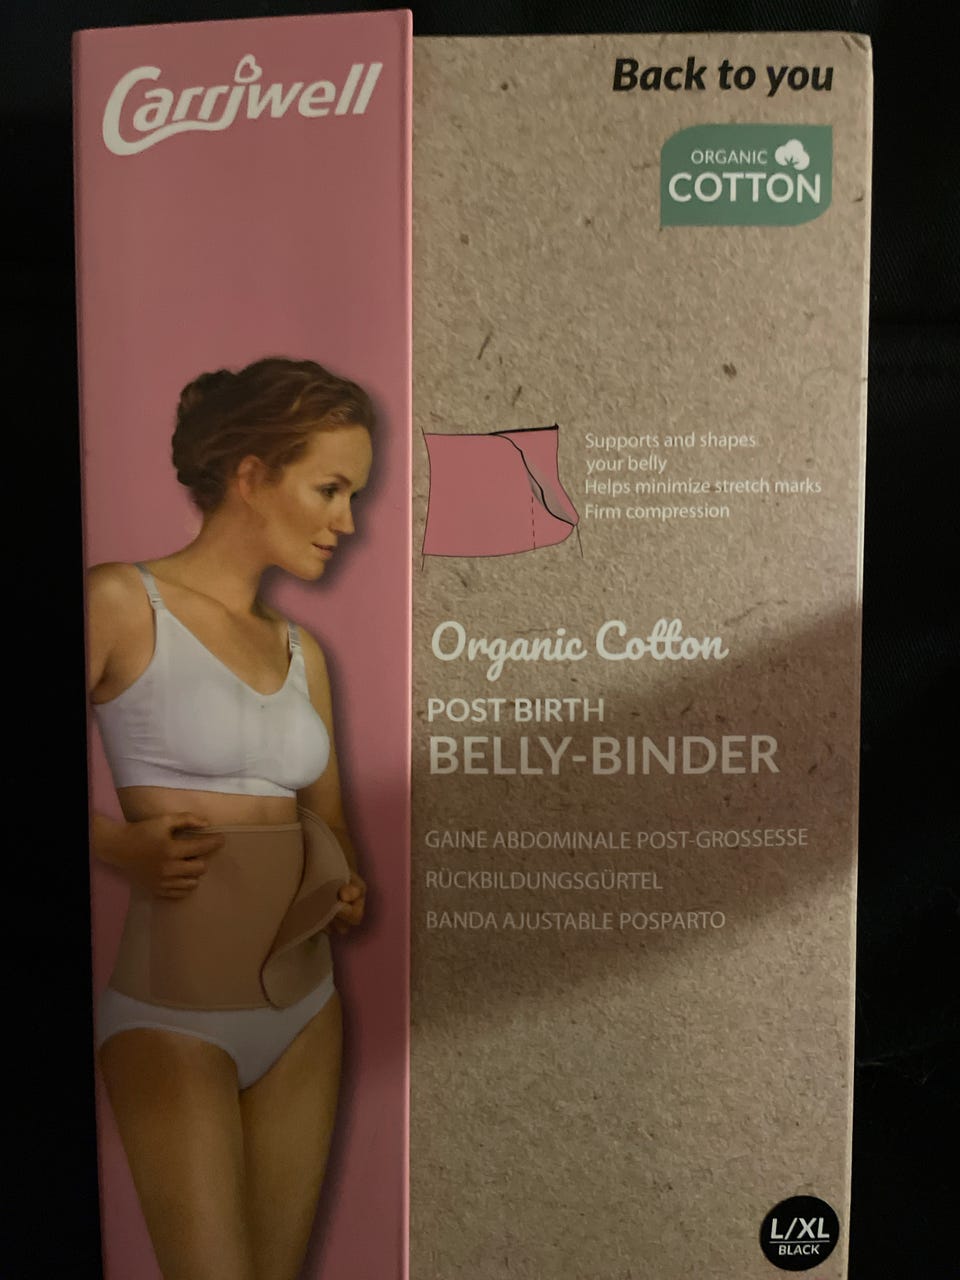 Carriwell
Back to you
ORGANIC
COTTON
Supports and shapes
your belly
Helps minimize stretch marks
Firm compression
Organic Cotton
POST BIRTH
BELLY-BINDER
GAINE ABDOMINALE POST-GROSSESSE
RÜCKBILDUNGSGÜRTEL
BANDA AJUSTABLE POSPARTO
L/XL
BLACK